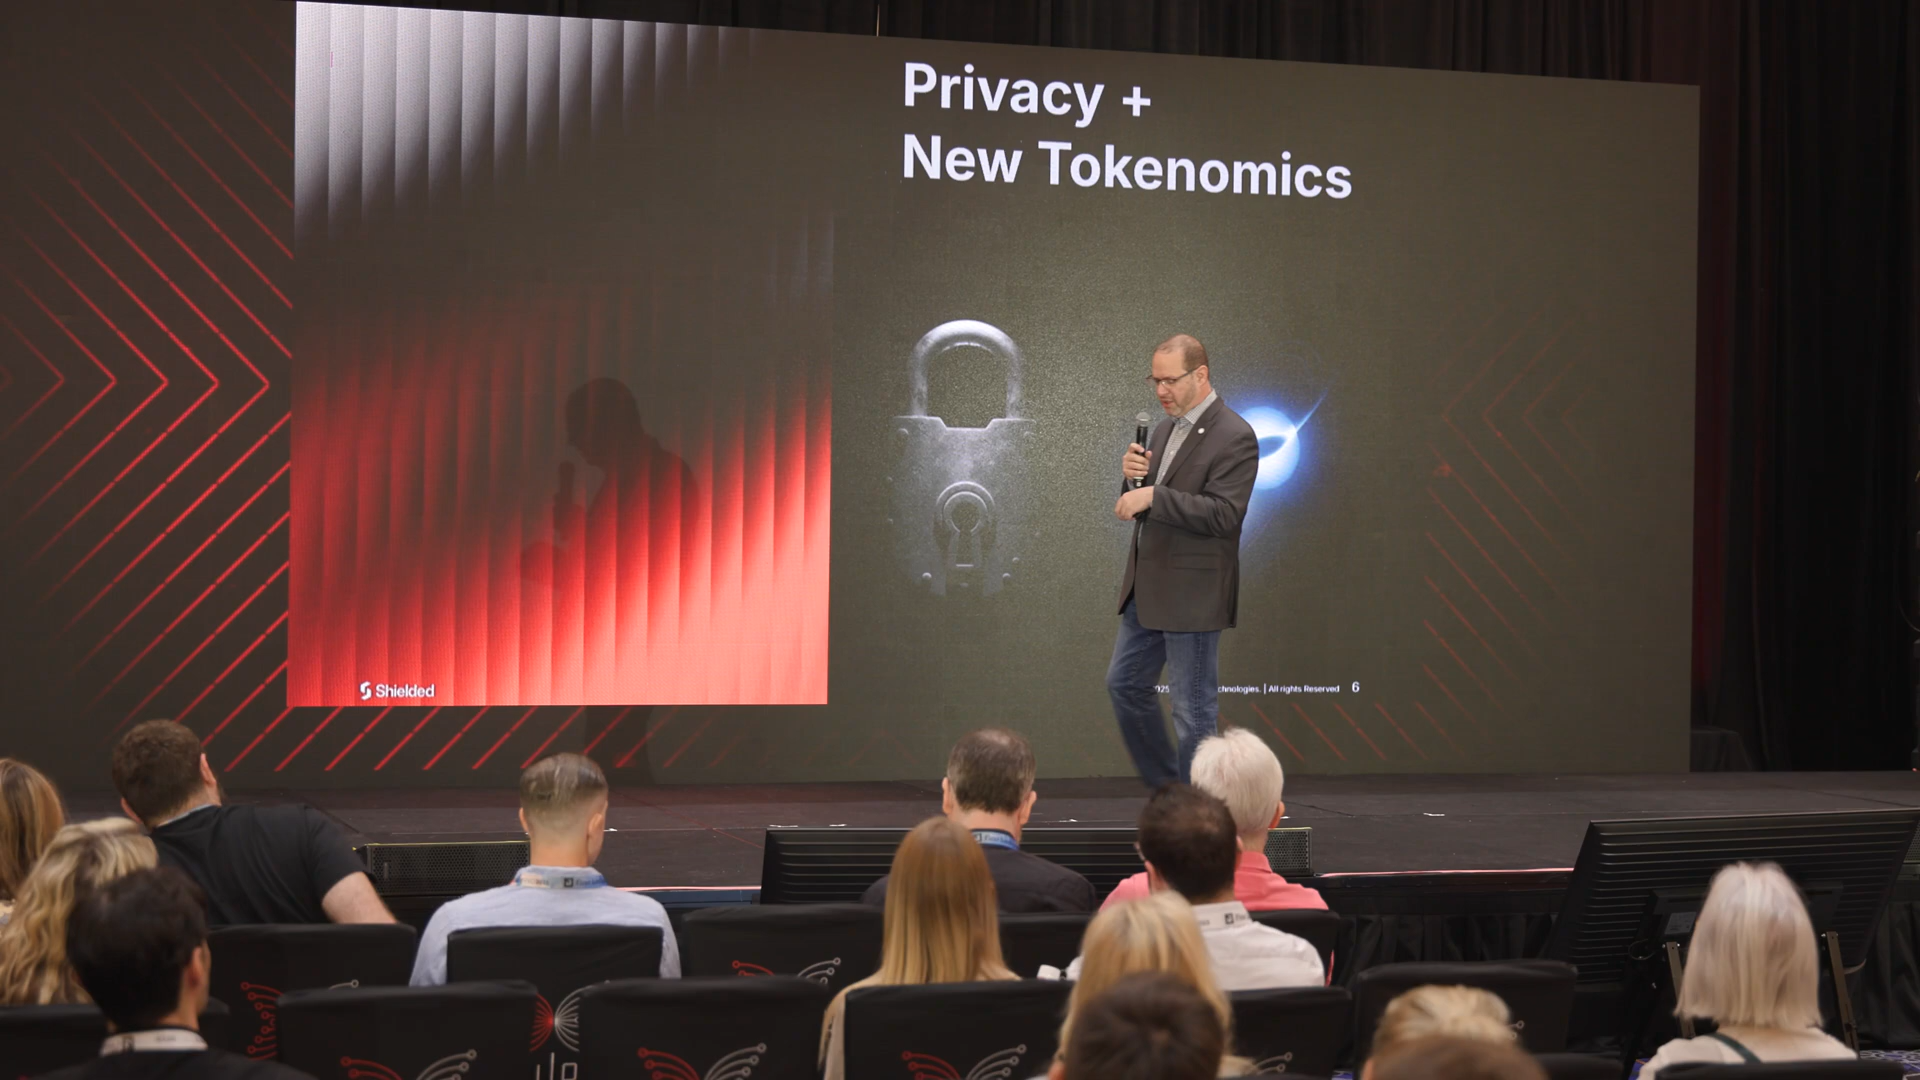 Privacy +
New Tokenomics
Shielded
chnologies. | All rights Reserved 6